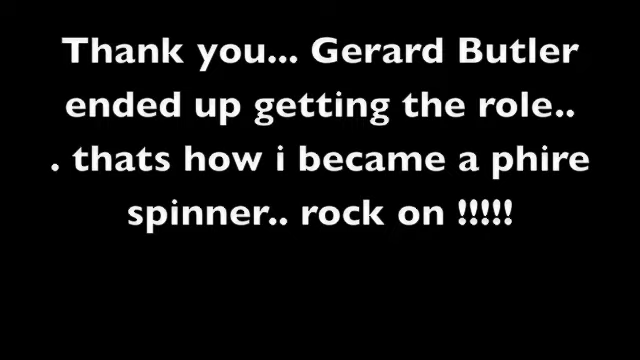 Thank you... Gerard Butler
ended up getting the role..
. thats how i became a phire
spinner.. rock on !!!!!